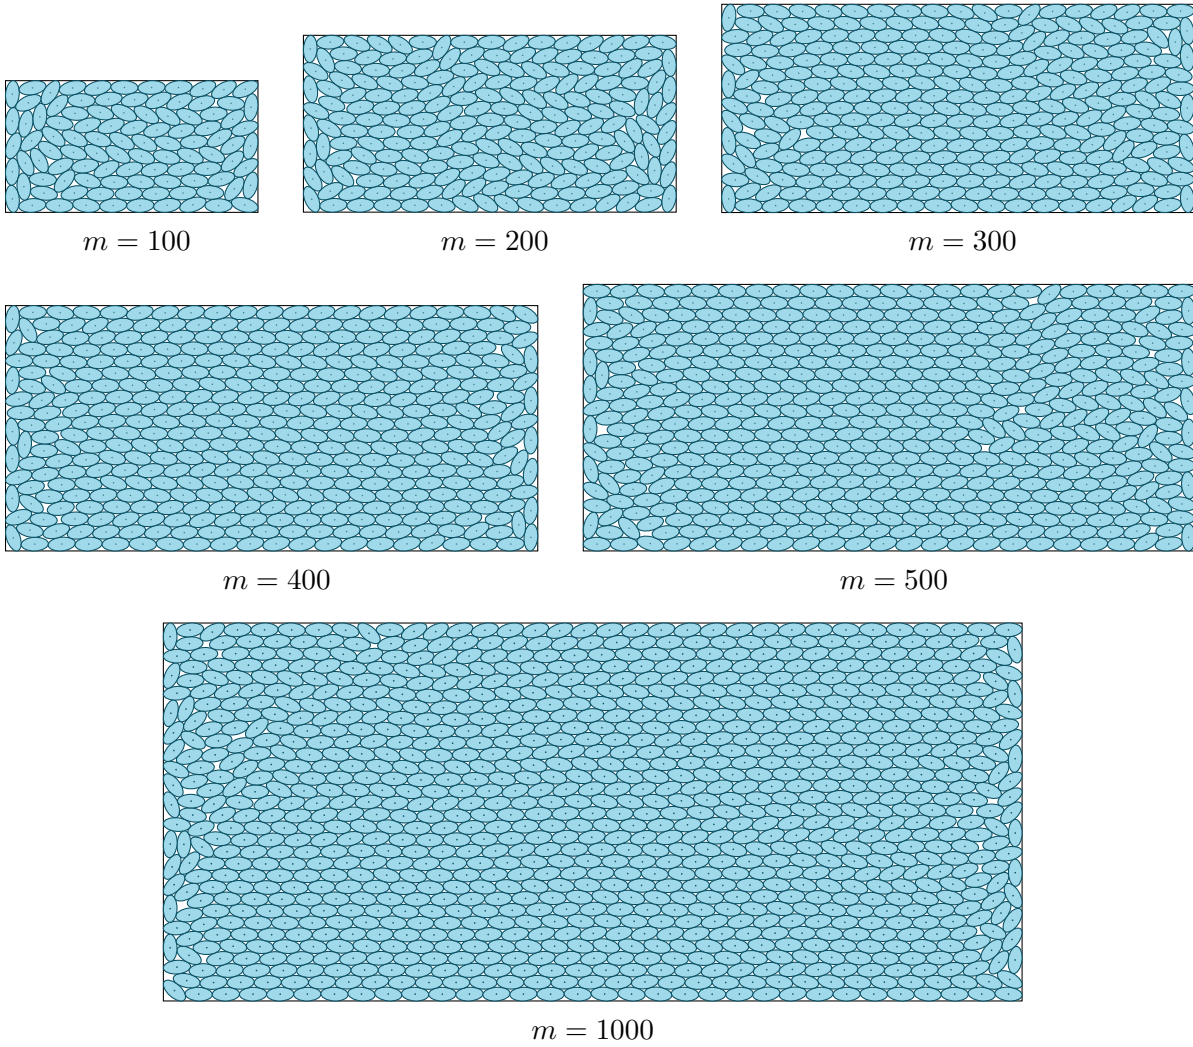 m = 100
m = 200
m = 300
m = 400
m = 500
m = 1000